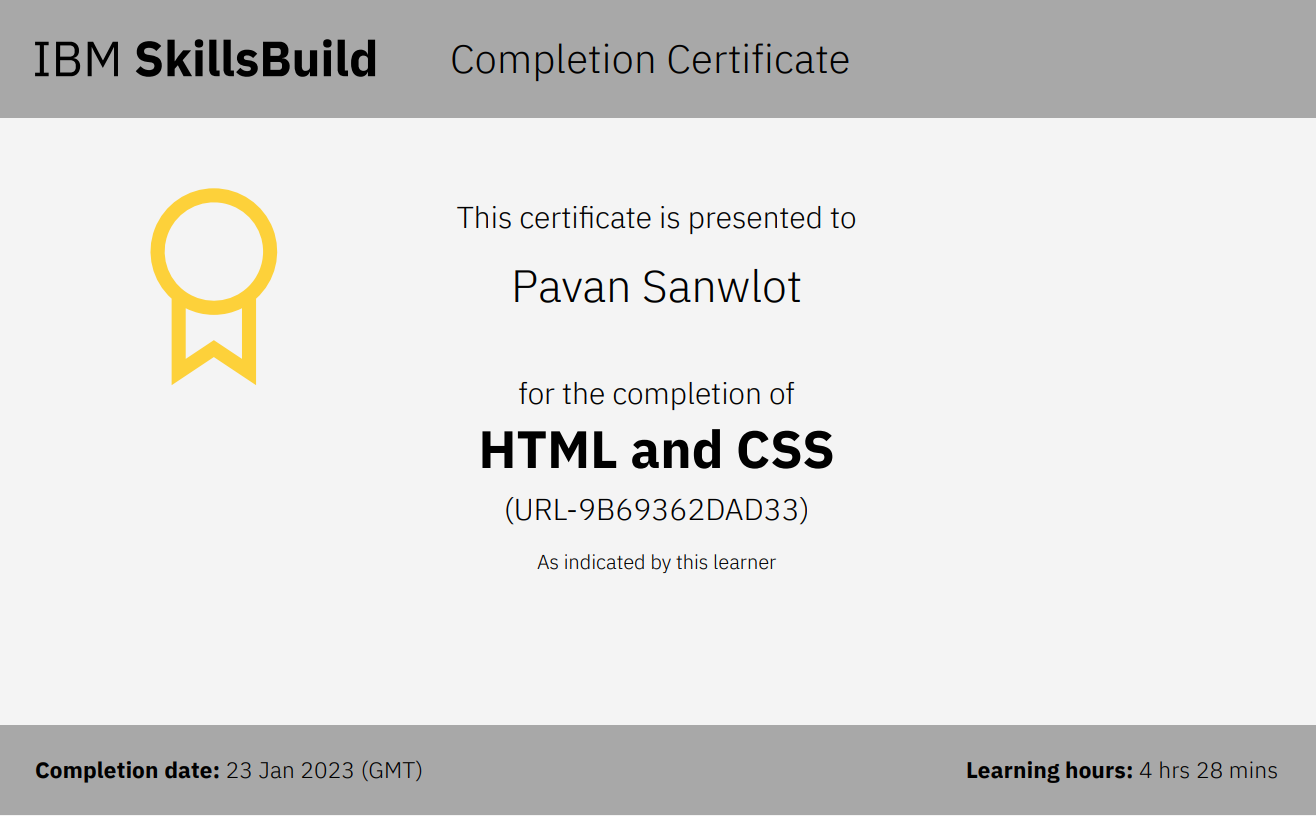 IBM SkillsBuild Completion Certificate
This certificate is presented to
Pavan Sanwlot
for the completion of
HTML and CSS
(URL-9B69362DAD33)
As indicated by this learner
Completion date: 23 Jan 2023 (GMT)
Learning hours: 4 hrs 28 mins